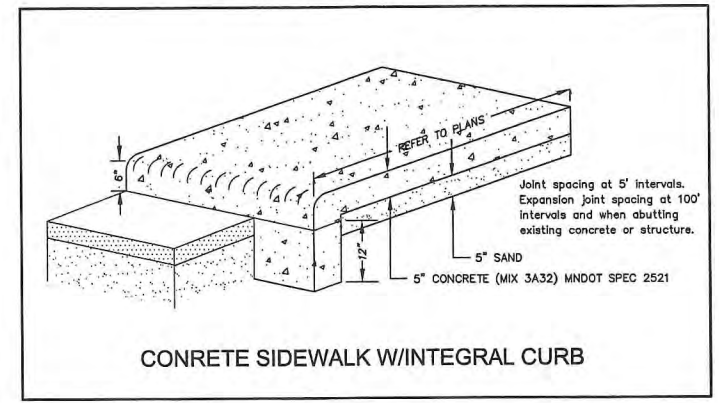 6"
REFER TO PLANS
Joint spacing at 5' intervals.
Expansion joint spacing at 100'
intervals and when abutting
existing concrete or structure.
12"
5" SAND
5" CONCRETE (MIX 3A32) MNDOT SPEC 2521
CONRETE SIDEWALK W/INTEGRAL CURB